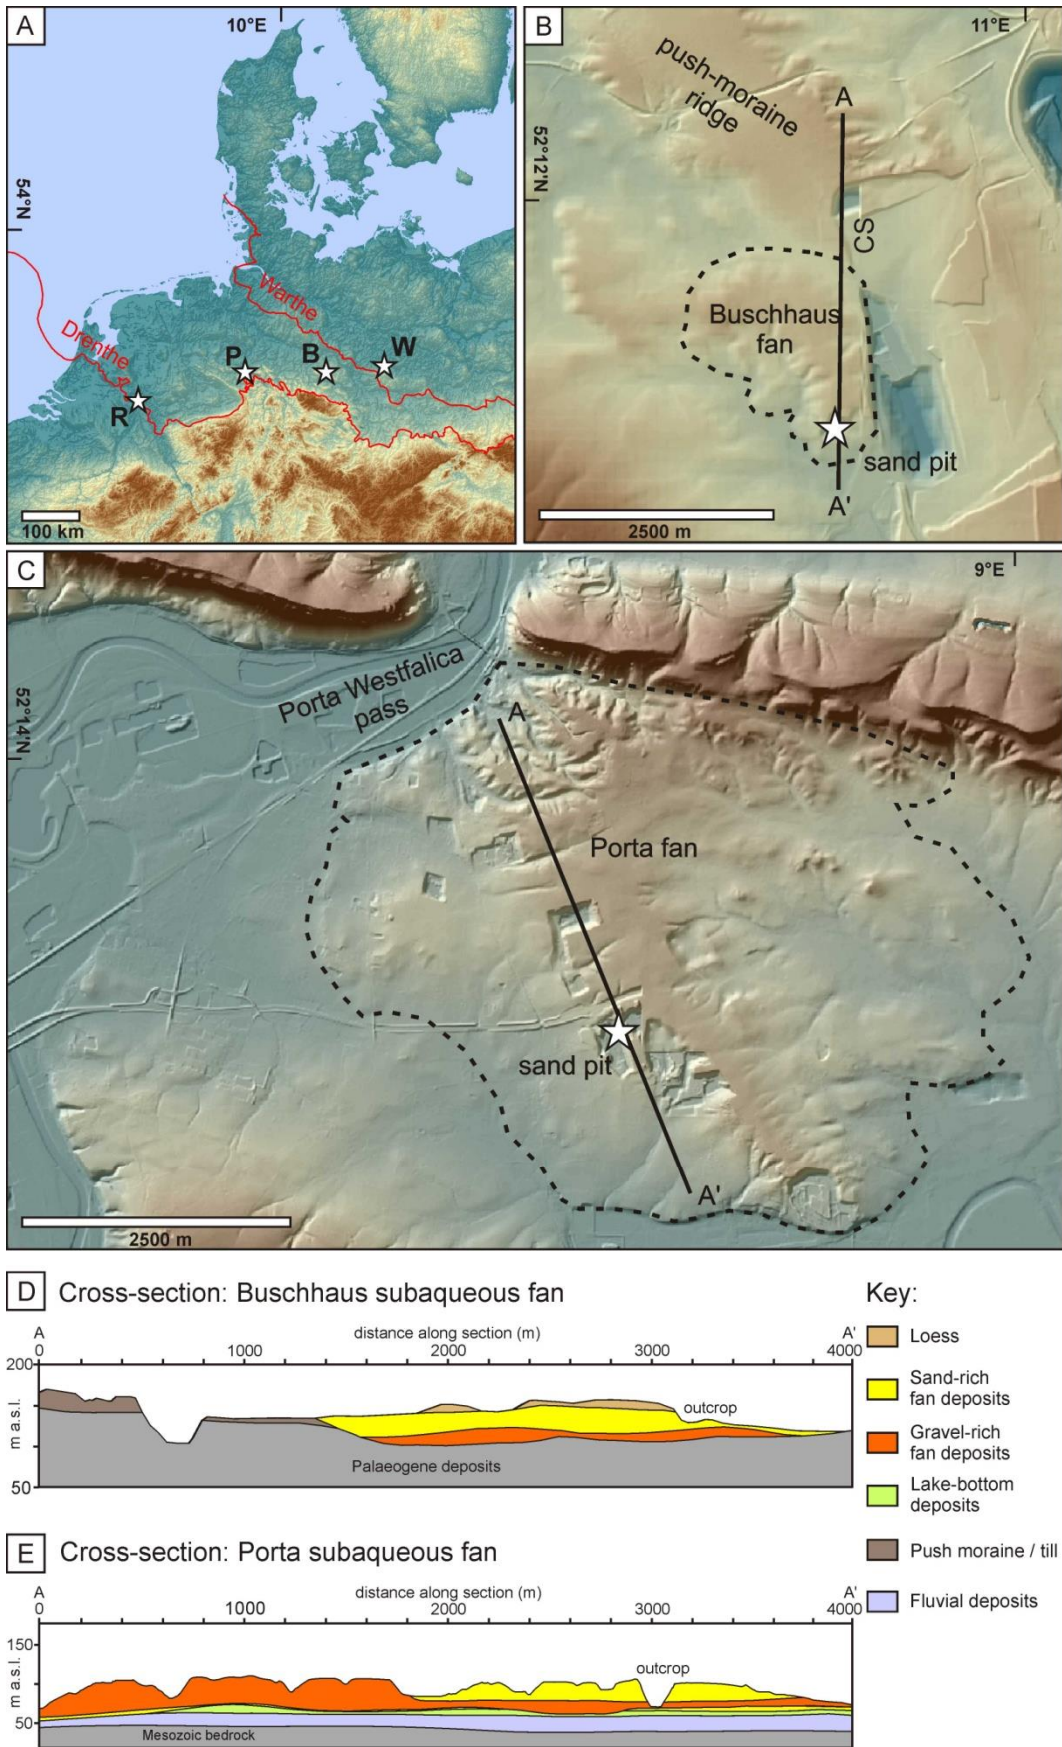 A
10°E
54°N
Warthe
Drenthe
P
B
W
R
100 km
B
11°E
push-moraine
ridge
A
52°12'N
CS
Buschhaus
fan
sand pit
A'
2500 m
C
9°E
Porta Westfalica
pass
52°14'N
A
Porta fan
sand pit
A'
2500 m
D Cross-section: Buschhaus subaqueous fan
A distance along section (m) A'
0 1000 2000 3000 4000
200
m a.s.l.
50
outcrop
Palaeogene deposits
Key:
Loess
Sand-rich
fan deposits
Gravel-rich
fan deposits
Lake-bottom
deposits
Push moraine / till
Fluvial deposits
E Cross-section: Porta subaqueous fan
A distance along section (m) A'
0 1000 2000 3000 4000
150
m a.s.l.
50
outcrop
Mesozoic bedrock